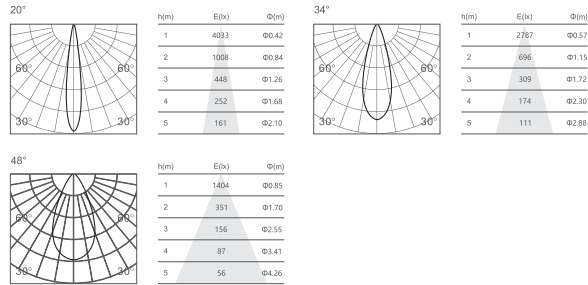 20°
60° 60°
30° 30°
h(m) E(lx) Φ(m)
1 4033 Φ0.42
2 1008 Φ0.84
3 448 Φ1.26
4 252 Φ1.68
5 161 Φ2.10
34°
60° 60°
30° 30°
h(m) E(lx) Φ(m)
1 2787 Φ0.57
2 696 Φ1.15
3 309 Φ1.72
4 174 Φ2.30
5 111 Φ2.88
48°
60° 60°
30° 30°
h(m) E(lx) Φ(m)
1 1404 Φ0.85
2 351 Φ1.70
3 156 Φ2.55
4 87 Φ3.41
5 56 Φ4.26